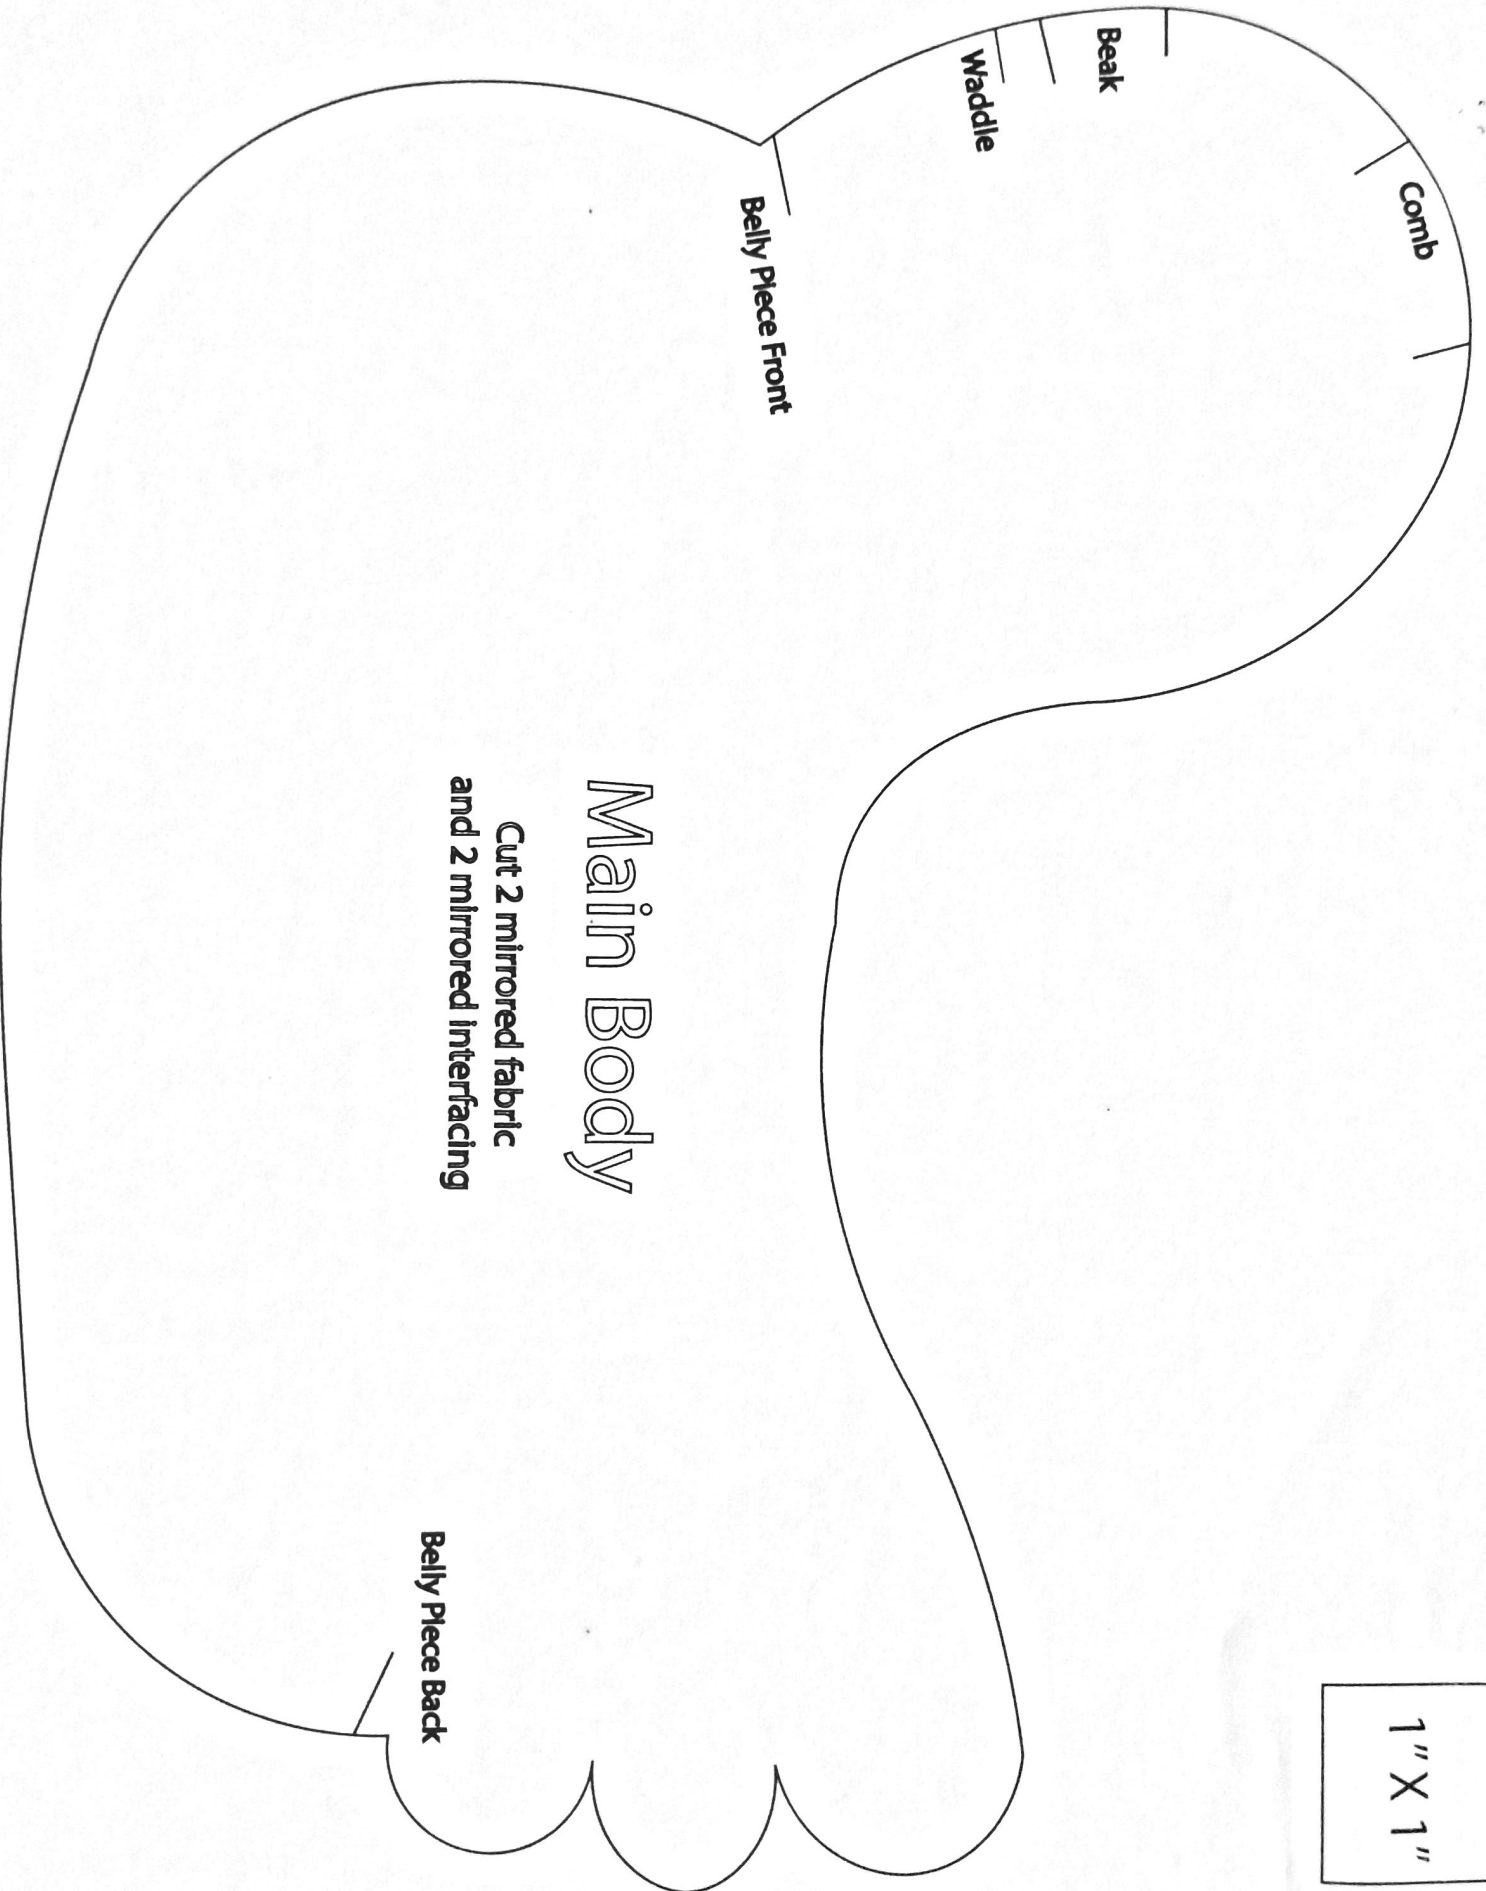 Comb
Beak
Waddle
Belly Piece Front
Main Body
Cut 2 mirrored fabric
and 2 mirrored interfacing
Belly Piece Back
1" X 1"